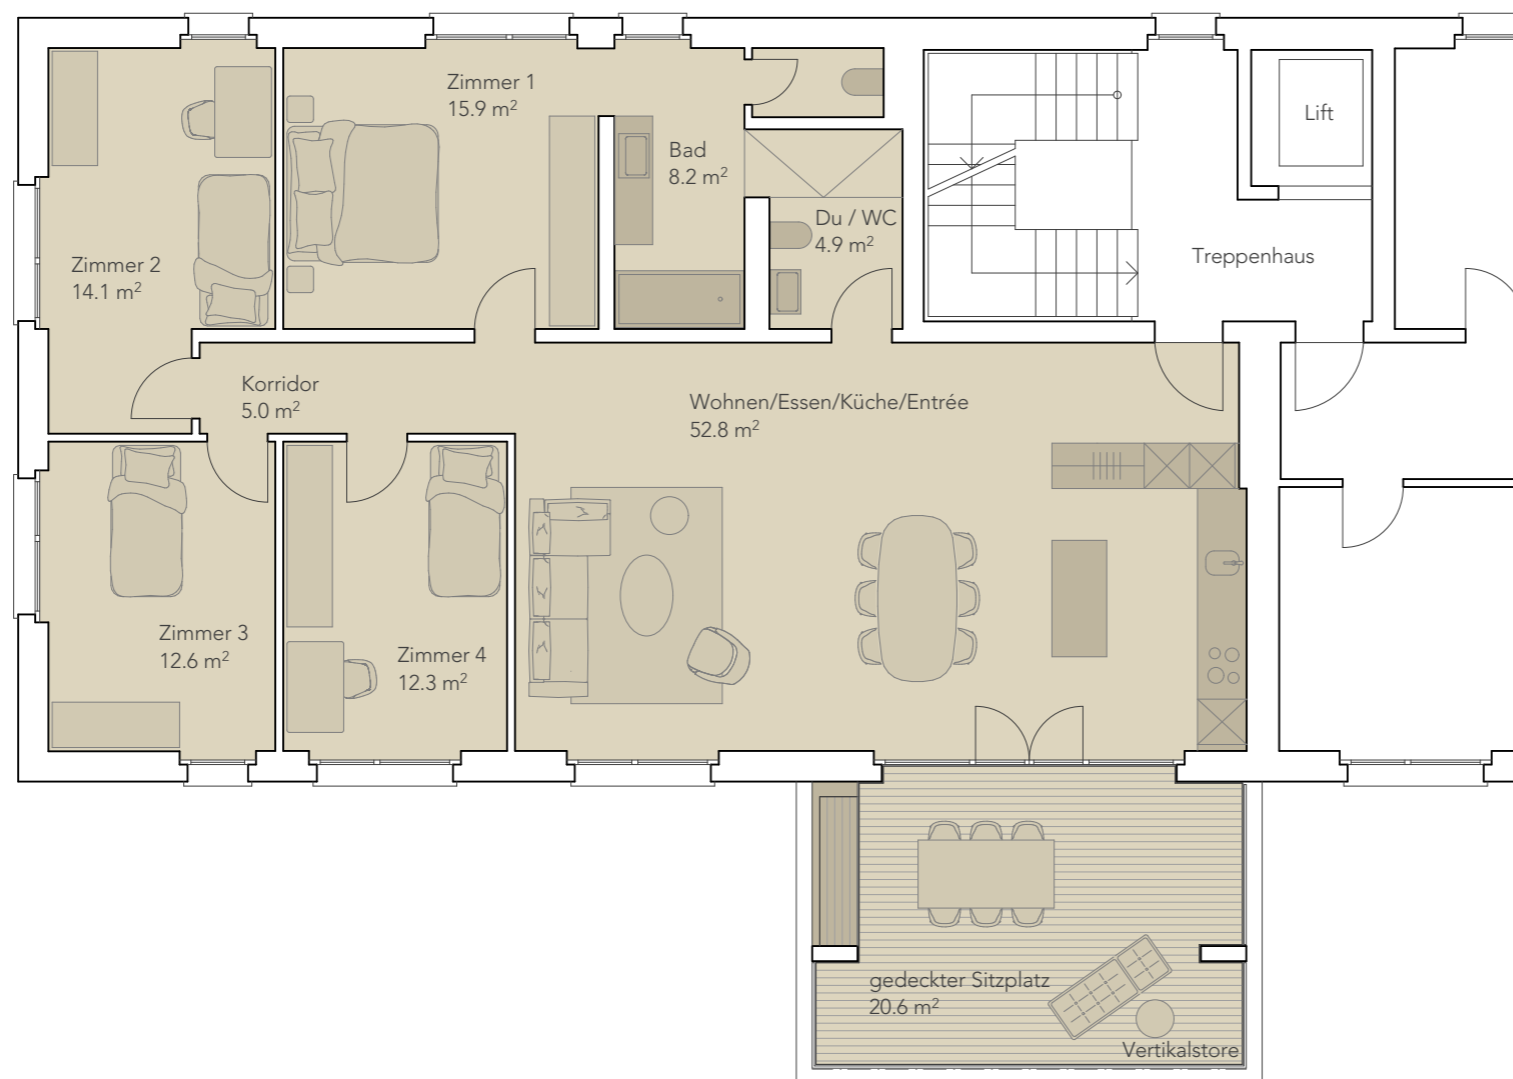 Zimmer 1
15.9 m²
Lift
Bad
8.2 m²
Du / WC
4.9 m²
Zimmer 2
14.1 m²
Treppenhaus
Korridor
5.0 m²
Wohnen/Essen/Küche/Entrée
52.8 m²
Zimmer 3
12.6 m²
Zimmer 4
12.3 m²
gedeckter Sitzplatz
20.6 m²
Vertikalstore